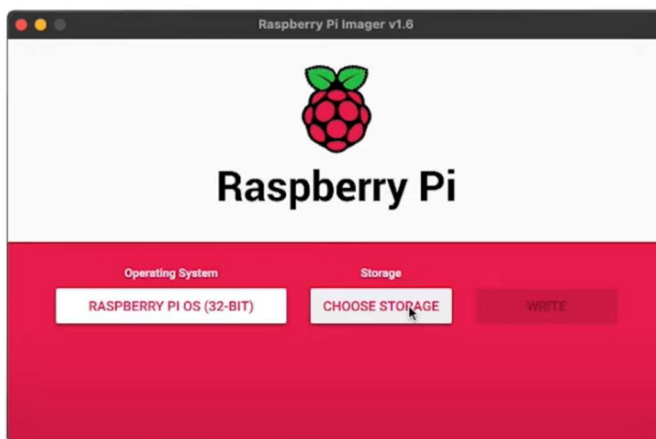 Raspberry Pi Imager v1.6
Raspberry Pi
Operating System
Storage
RASPBERRY PI OS (32-BIT)
CHOOSE STORAGE
WRITE